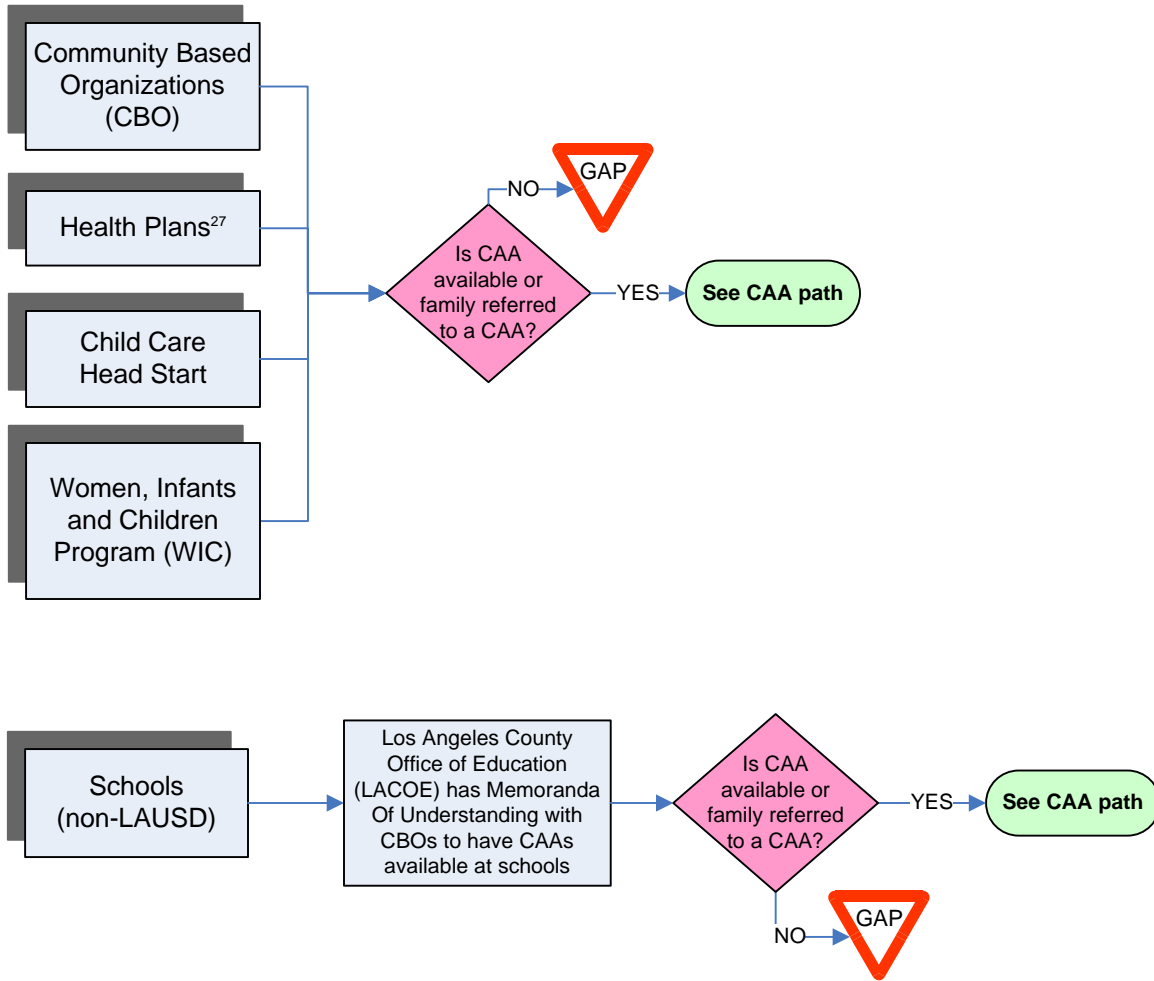 Community Based
Organizations
(CBO)
Health Plans27
Child Care
Head Start
Women, Infants
and Children
Program (WIC)
Is CAA
available or
family referred
to a CAA?
NO
GAP
YES
See CAA path
Schools
(non-LAUSD)
Los Angeles County
Office of Education
(LACOE) has Memoranda
Of Understanding with
CBOs to have CAAs
available at schools
Is CAA
available or
family referred
to a CAA?
YES
See CAA path
NO
GAP